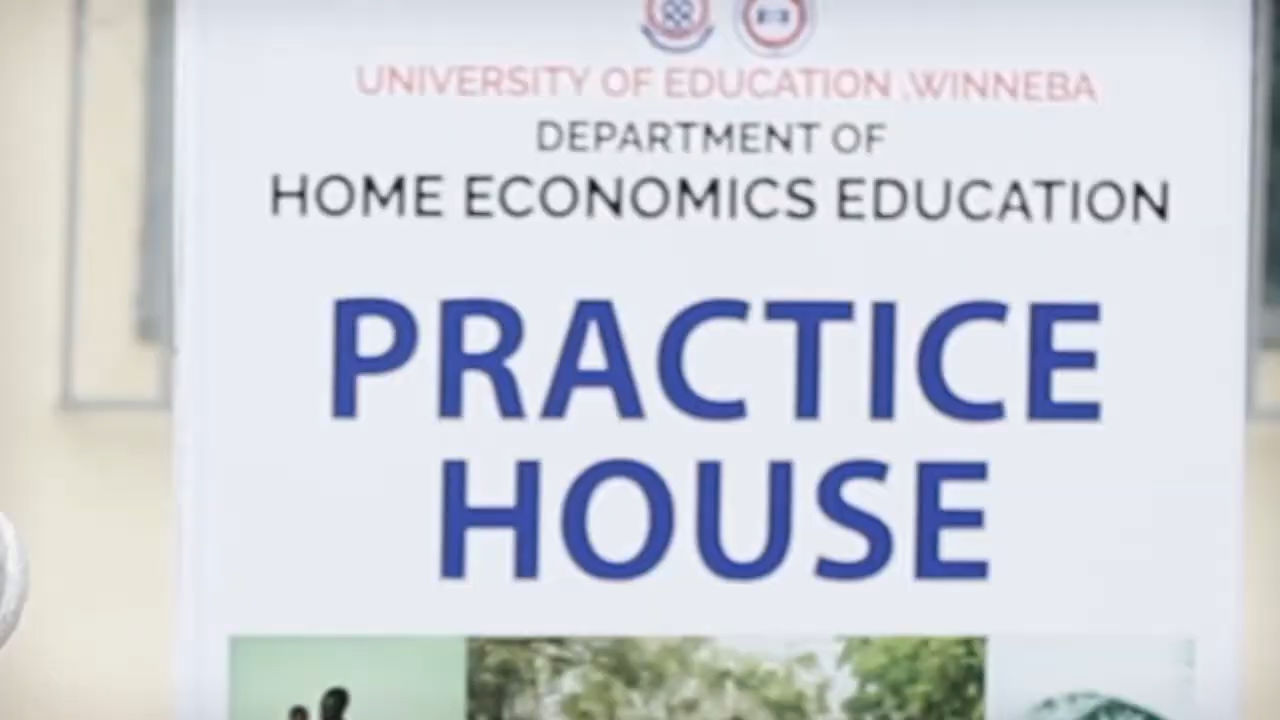 UNIVERSITY OF EDUCATION ,WINNEBA
DEPARTMENT OF
HOME ECONOMICS EDUCATION
PRACTICE
HOUSE